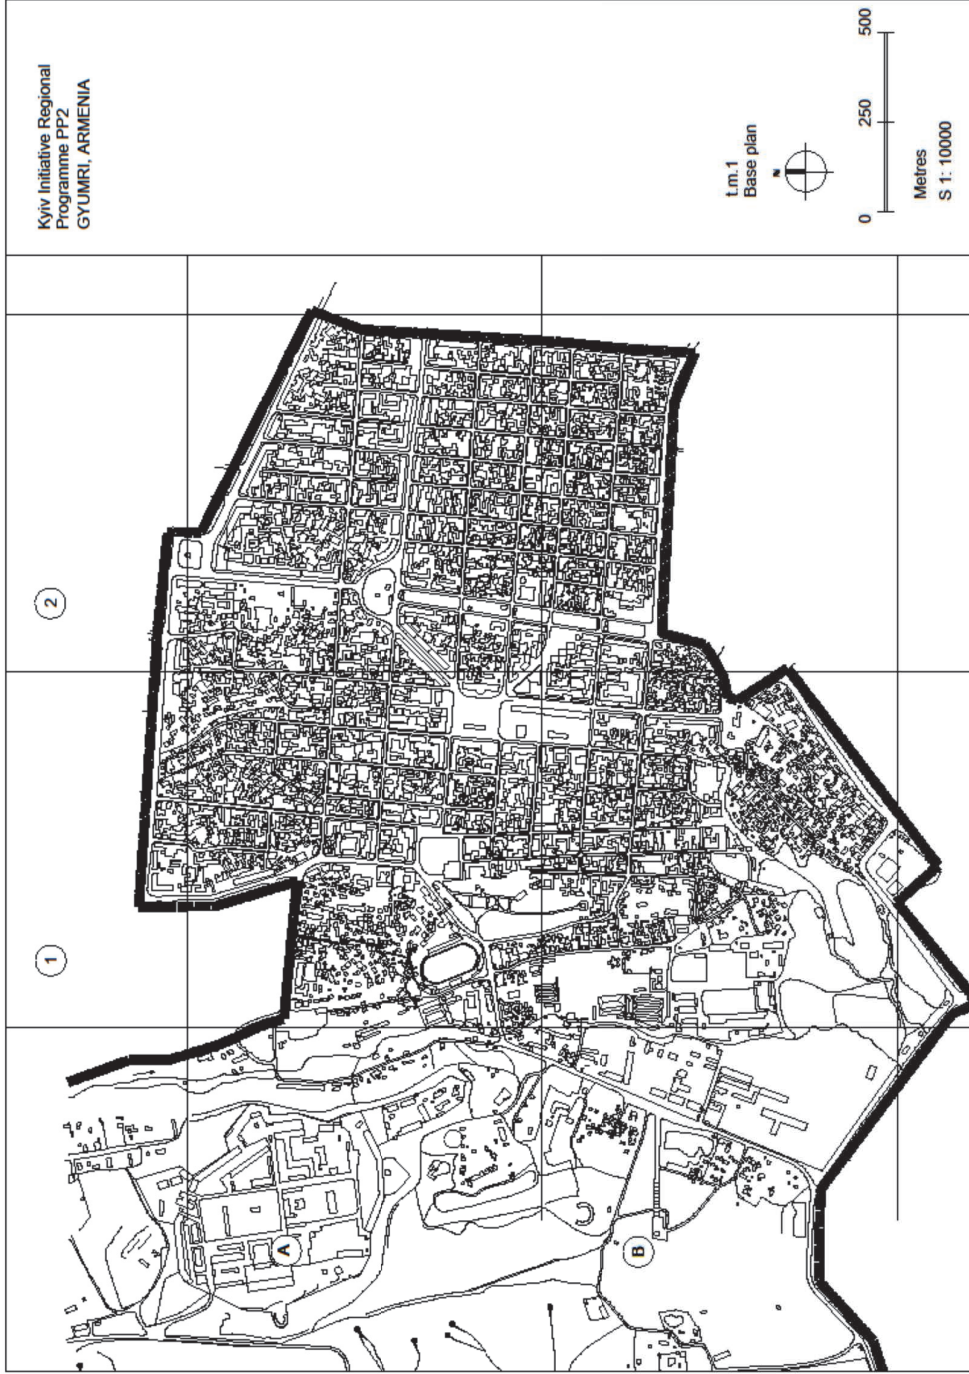 Kyiv Initiative Regional
Programme PP2
GYUMRI, ARMENIA
2
1
A
B
t.m.1
Base plan
N
0 250 500
Metres
S 1: 10000